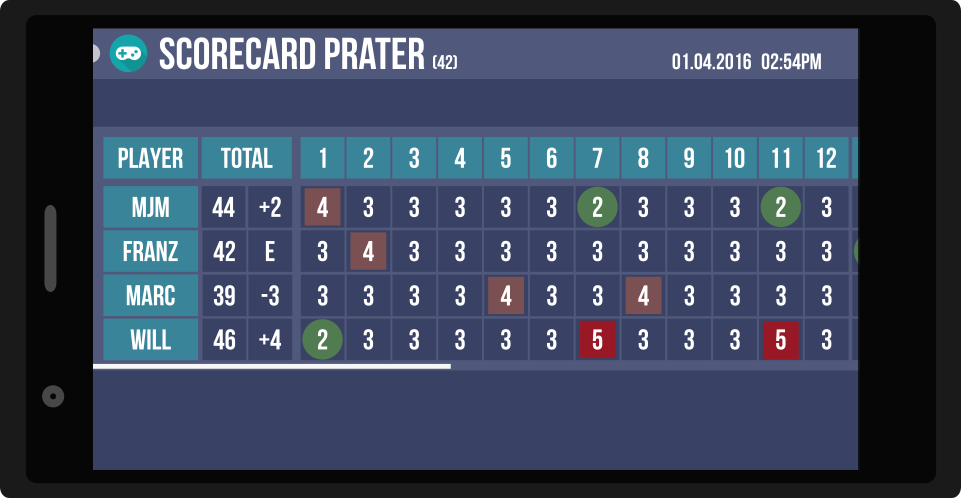 SCORECARD PRATER (42) 01.04.2016 02:54PM
PLAYER TOTAL 1 2 3 4 5 6 7 8 9 10 11 12
MJM 44 +2 4 3 3 3 3 3 2 3 3 3 2 3
FRANZ 42 E 3 4 3 3 3 3 3 3 3 3 3 3
MARC 39 -3 3 3 3 3 4 3 3 4 3 3 3 3
WILL 46 +4 2 3 3 3 3 3 5 3 3 3 5 3